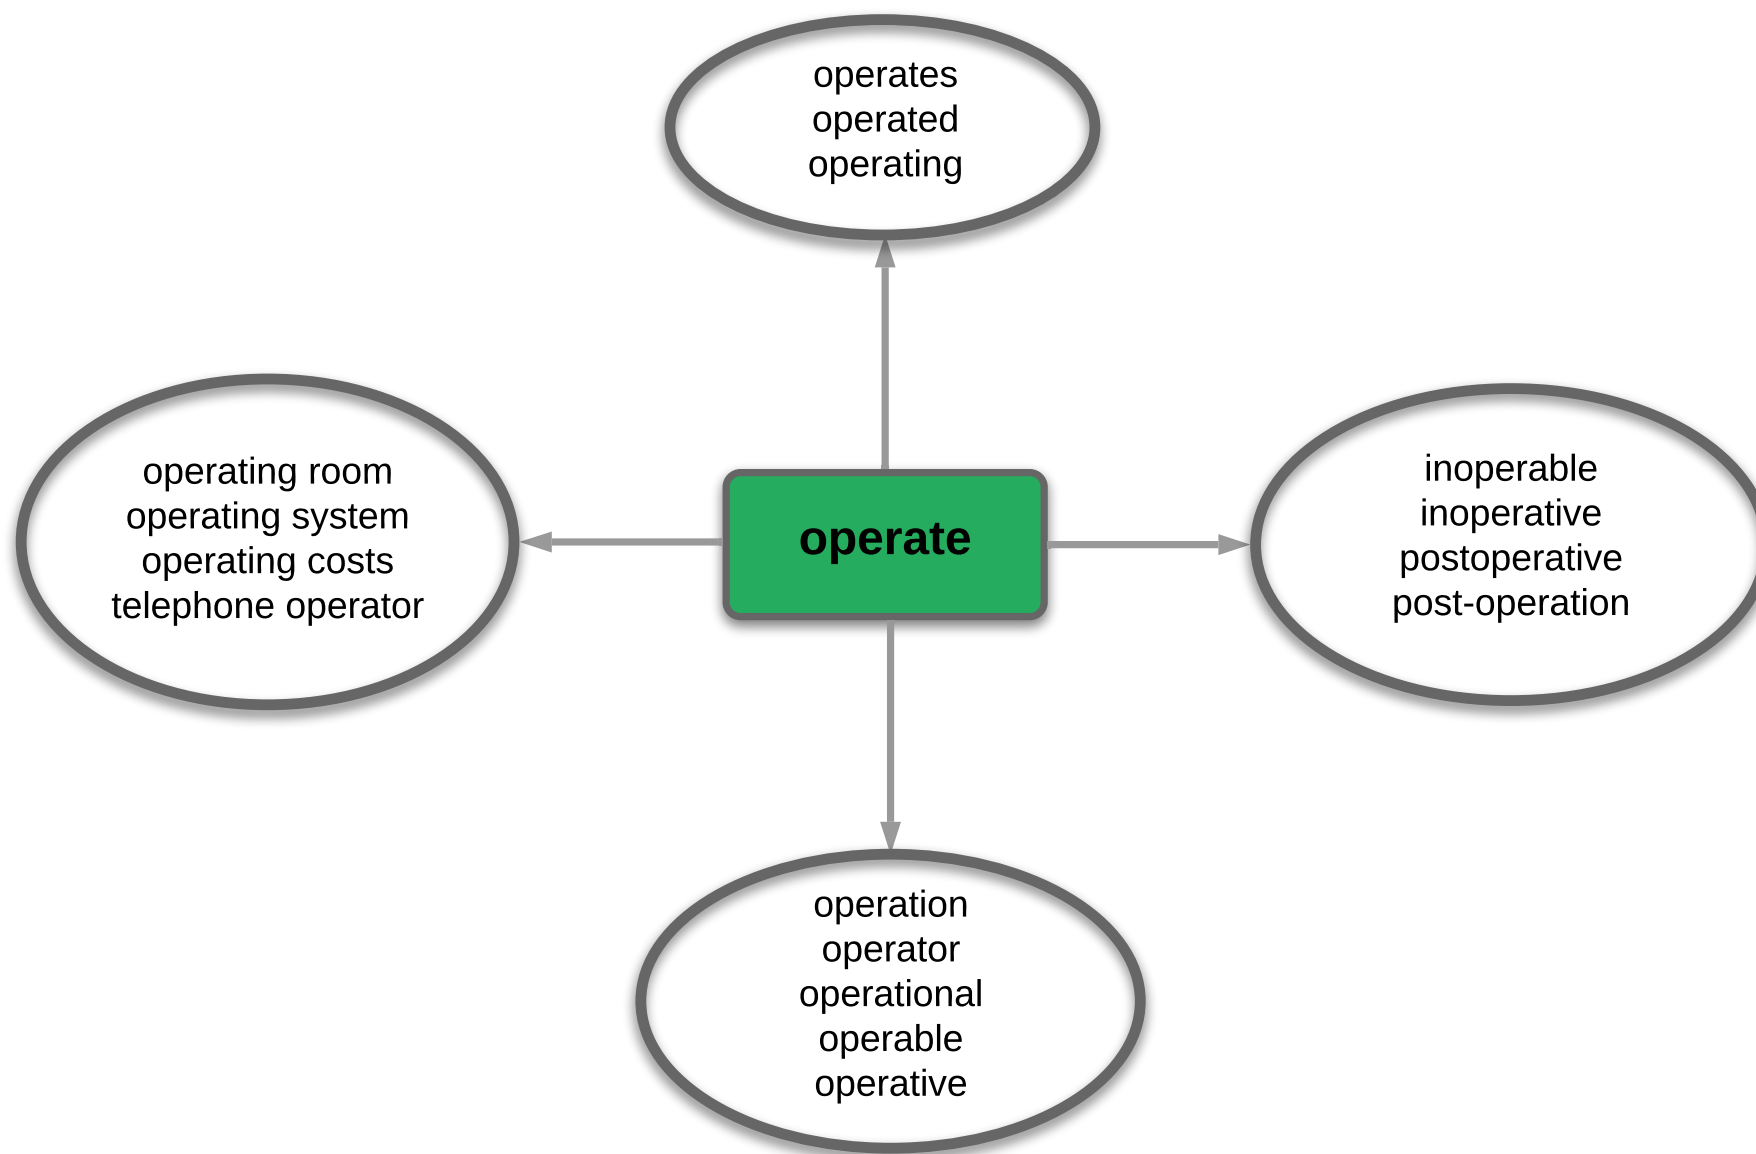 operates
operated
operating
operating room
operating system
operating costs
telephone operator
operate
inoperable
inoperative
postoperative
post-operation
operation
operator
operational
operable
operative